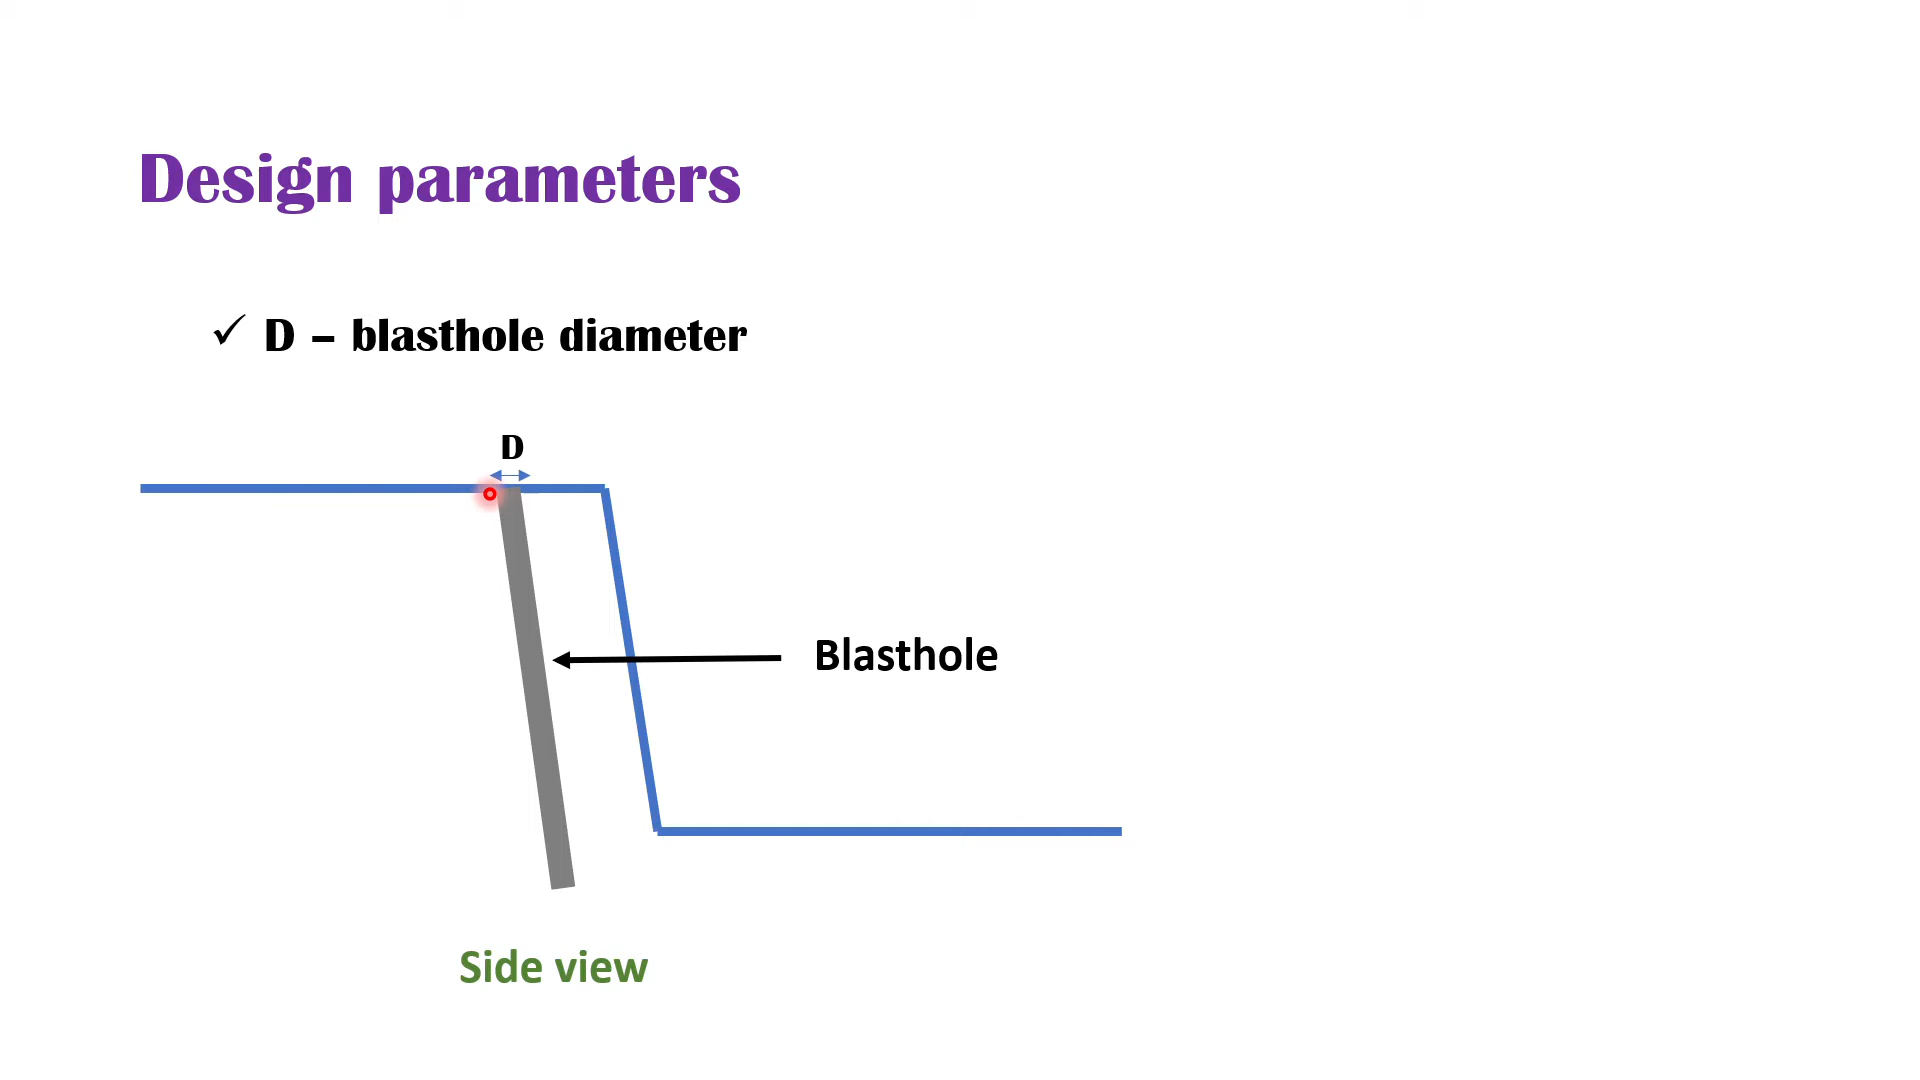 Design parameters
✓ D – blasthole diameter
D
Blasthole
Side view